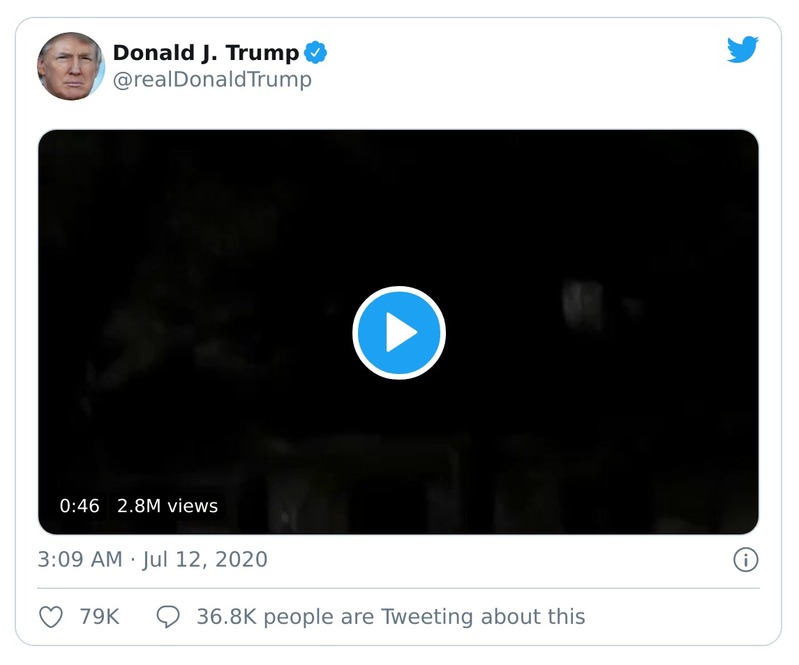 Donald J. Trump
@realDonaldTrump
0:46 2.8M views
3:09 AM · Jul 12, 2020
79K 36.8K people are Tweeting about this